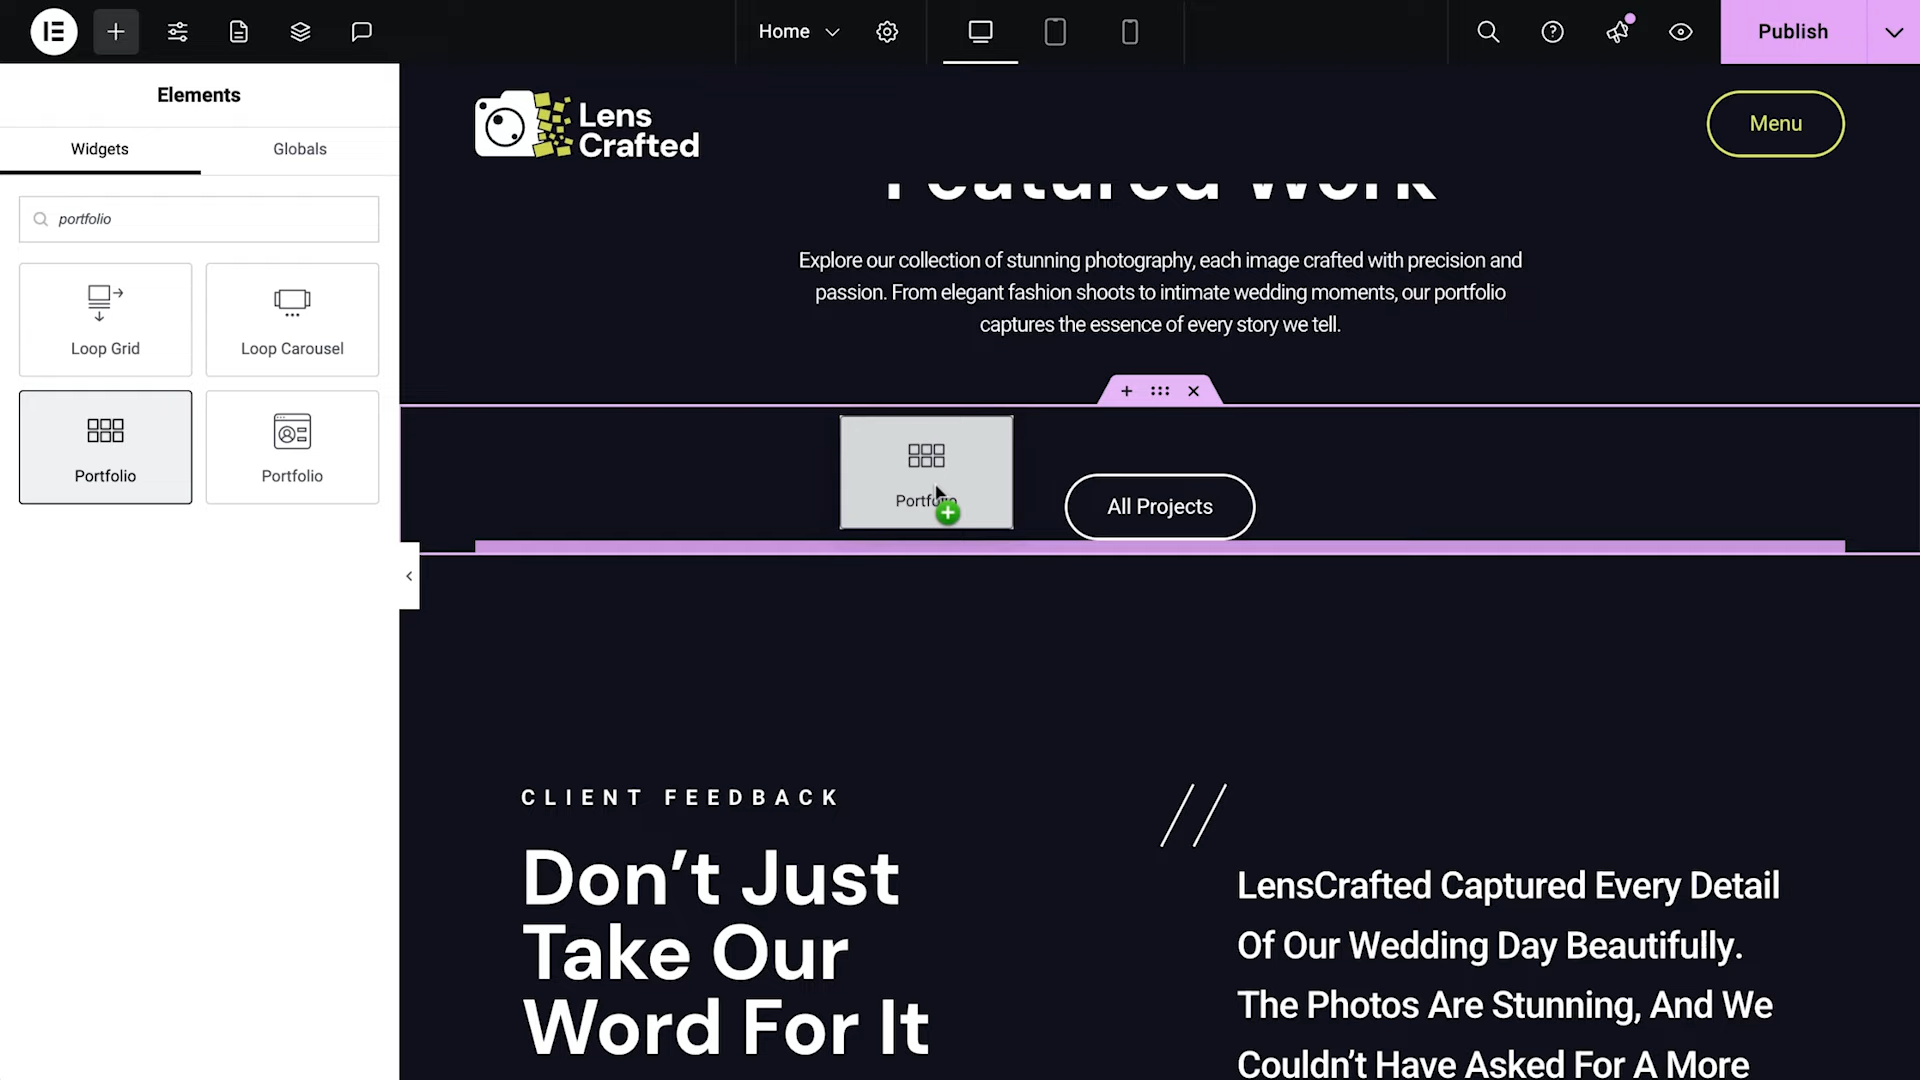 Home
Publish
Elements
Widgets
Globals
portfolio
Loop Grid
Loop Carousel
Portfolio
Portfolio
Lens
Crafted
Menu
Featured Work
Explore our collection of stunning photography, each image crafted with precision and
passion. From elegant fashion shoots to intimate wedding moments, our portfolio
captures the essence of every story we tell.
Portfolio
All Projects
CLIENT FEEDBACK
Don’t Just
Take Our
Word For It
LensCrafted Captured Every Detail
Of Our Wedding Day Beautifully.
The Photos Are Stunning, And We
Couldn’t Have Asked For A More